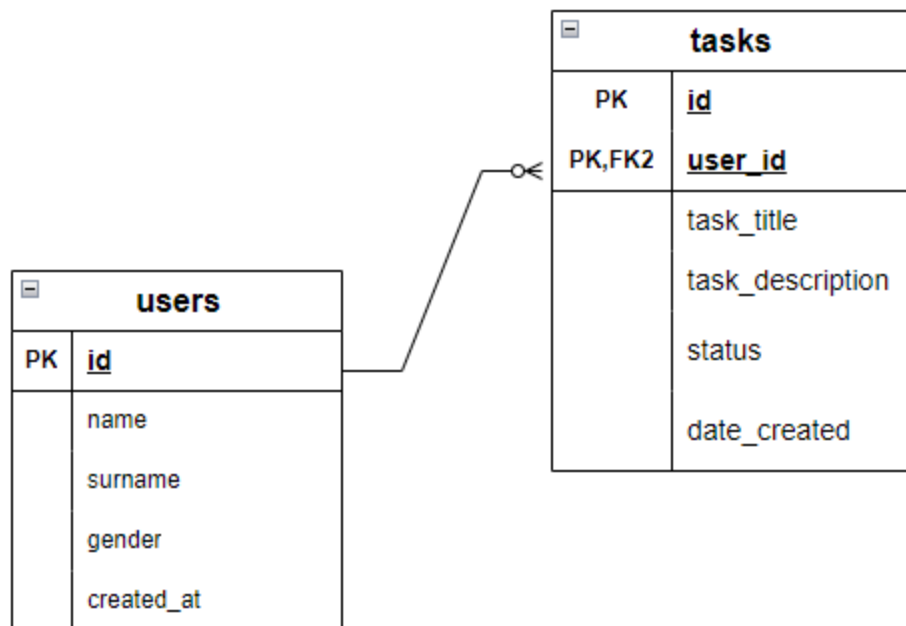 tasks
PK id
PK,FK2 user_id
task_title
task_description
status
date_created
users
PK id
name
surname
gender
created_at